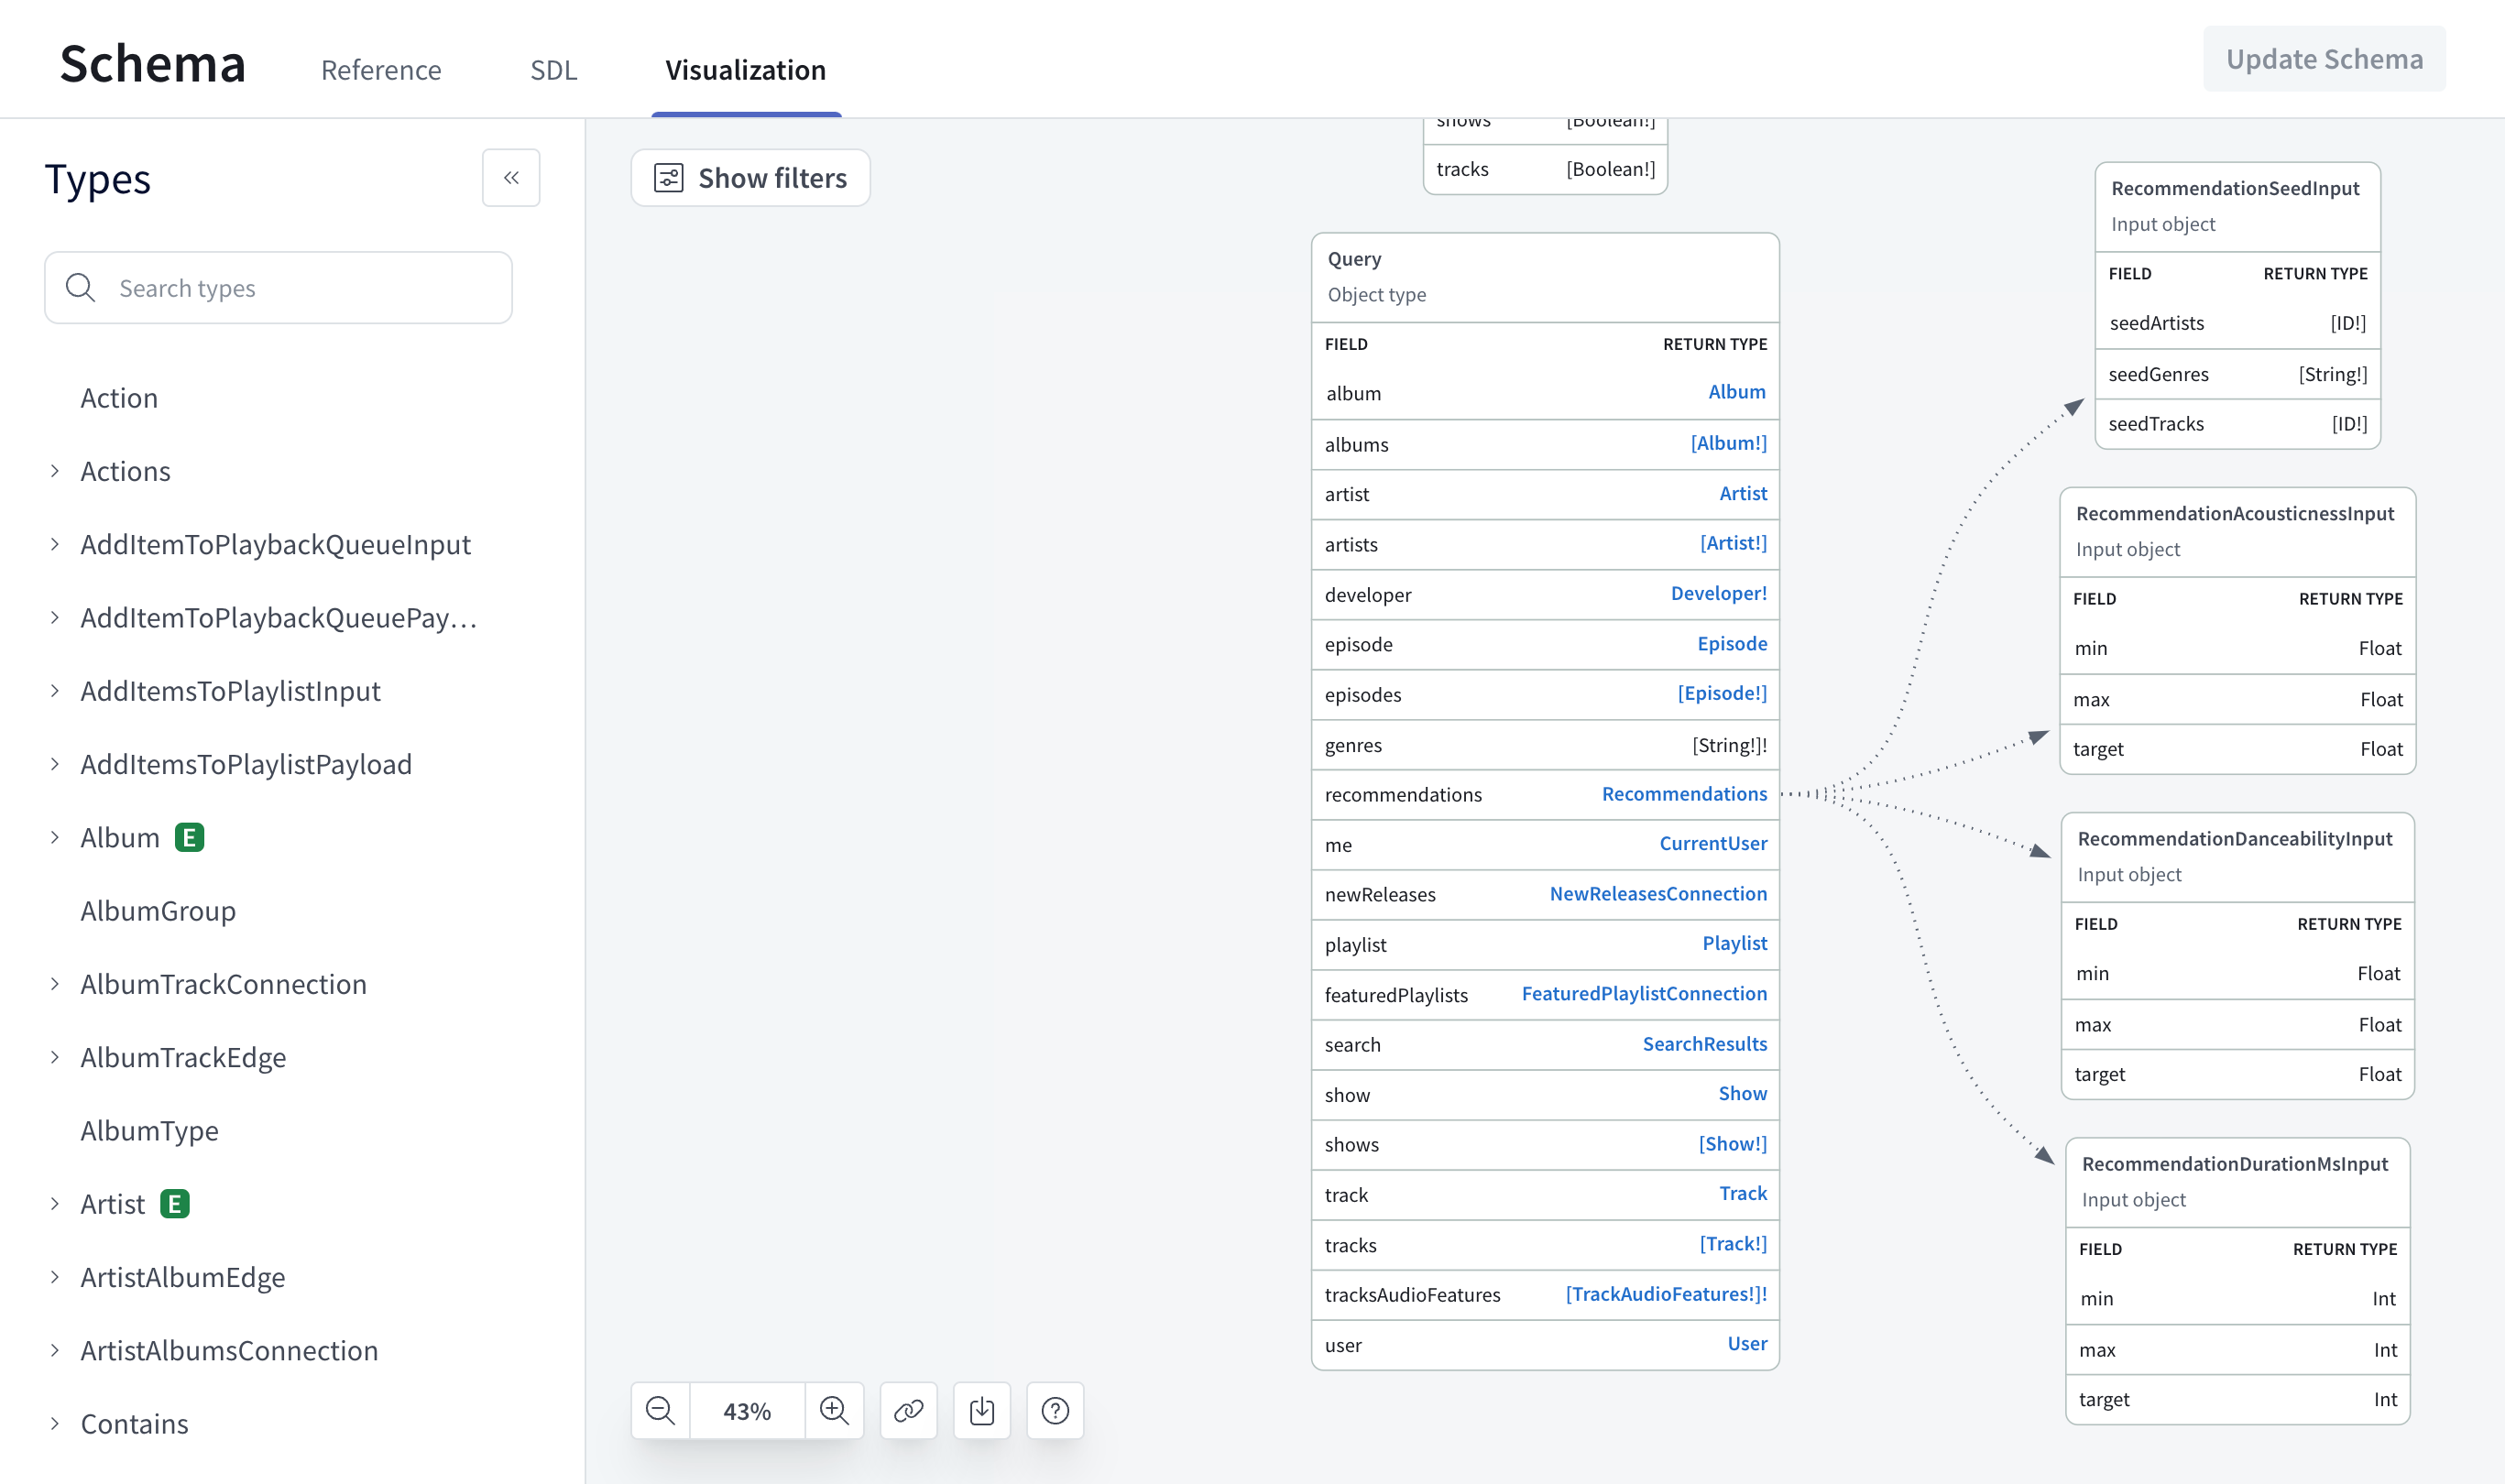 Schema
Reference
SDL
Visualization
Update Schema
Types
Search types
Action
Actions
AddItemToPlaybackQueueInput
AddItemToPlaybackQueuePay…
AddItemsToPlaylistInput
AddItemsToPlaylistPayload
Album E
AlbumGroup
AlbumTrackConnection
AlbumTrackEdge
AlbumType
Artist E
ArtistAlbumEdge
ArtistAlbumsConnection
Contains
Show filters
shows [Boolean!]
tracks [Boolean!]
Query
Object type
FIELD RETURN TYPE
album Album
albums [Album!]
artist Artist
artists [Artist!]
developer Developer!
episode Episode
episodes [Episode!]
genres [String!]!
recommendations Recommendations
me CurrentUser
newReleases NewReleasesConnection
playlist Playlist
featuredPlaylists FeaturedPlaylistConnection
search SearchResults
show Show
shows [Show!]
track Track
tracks [Track!]
tracksAudioFeatures [TrackAudioFeatures!]!
user User
RecommendationSeedInput
Input object
FIELD RETURN TYPE
seedArtists [ID!]
seedGenres [String!]
seedTracks [ID!]
RecommendationAcousticnessInput
Input object
FIELD RETURN TYPE
min Float
max Float
target Float
RecommendationDanceabilityInput
Input object
FIELD RETURN TYPE
min Float
max Float
target Float
RecommendationDurationMsInput
Input object
FIELD RETURN TYPE
min Int
max Int
target Int
43%